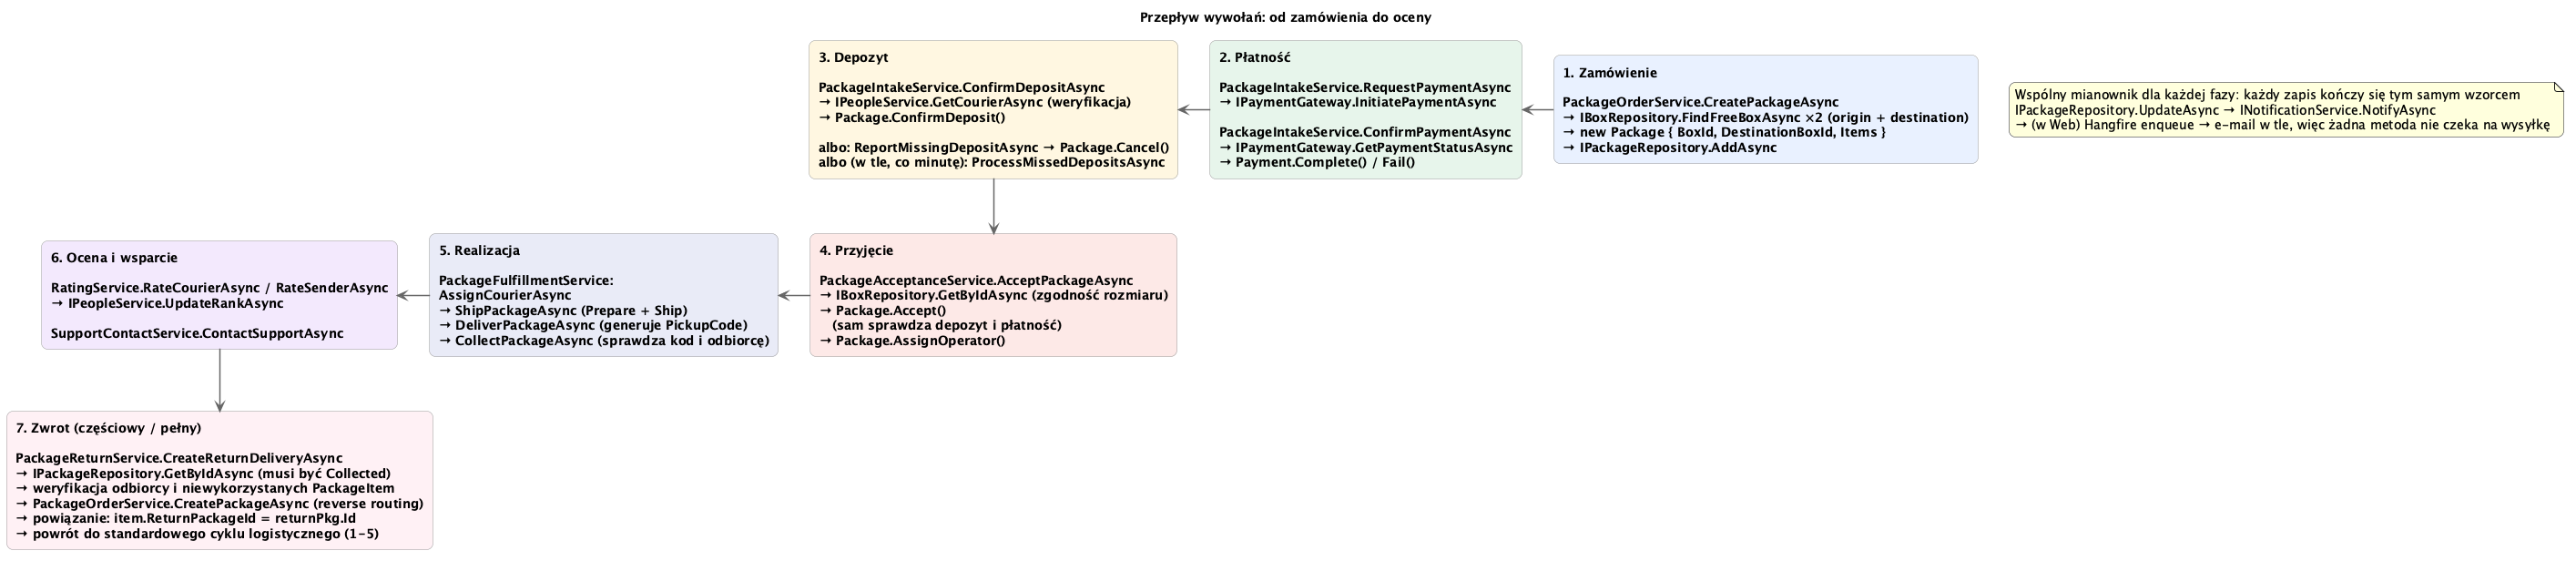 Przepływ wywołań: od zamówienia do oceny
1. Zamówienie
PackageOrderService.CreatePackageAsync
→ IBoxRepository.FindFreeBoxAsync ×2 (origin + destination)
→ new Package { BoxId, DestinationBoxId, Items }
→ IPackageRepository.AddAsync
Wspólny mianownik dla każdej fazy: każdy zapis kończy się tym samym wzorcem
IPackageRepository.UpdateAsync → INotificationService.NotifyAsync
→ (w Web) Hangfire enqueue → e-mail w tle, więc żadna metoda nie czeka na wysyłkę
2. Płatność
PackageIntakeService.RequestPaymentAsync
→ IPaymentGateway.InitiatePaymentAsync
PackageIntakeService.ConfirmPaymentAsync
→ IPaymentGateway.GetPaymentStatusAsync
→ Payment.Complete() / Fail()
3. Depozyt
PackageIntakeService.ConfirmDepositAsync
→ IPeopleService.GetCourierAsync (weryfikacja)
→ Package.ConfirmDeposit()
albo: ReportMissingDepositAsync → Package.Cancel()
albo (w tle, co minutę): ProcessMissedDepositsAsync
4. Przyjęcie
PackageAcceptanceService.AcceptPackageAsync
→ IBoxRepository.GetByIdAsync (zgodność rozmiaru)
→ Package.Accept()
(sam sprawdza depozyt i płatność)
→ Package.AssignOperator()
5. Realizacja
PackageFulfillmentService:
AssignCourierAsync
→ ShipPackageAsync (Prepare + Ship)
→ DeliverPackageAsync (generuje PickupCode)
→ CollectPackageAsync (sprawdza kod i odbiorcę)
6. Ocena i wsparcie
RatingService.RateCourierAsync / RateSenderAsync
→ IPeopleService.UpdateRankAsync
SupportContactService.ContactSupportAsync
7. Zwrot (częściowy / pełny)
PackageReturnService.CreateReturnDeliveryAsync
→ IPackageRepository.GetByIdAsync (musi być Collected)
→ weryfikacja odbiorcy i niewykorzystanych PackageItem
→ PackageOrderService.CreatePackageAsync (reverse routing)
→ powiązanie: item.ReturnPackageId = returnPkg.Id
→ powrót do standardowego cyklu logistycznego (1-5)